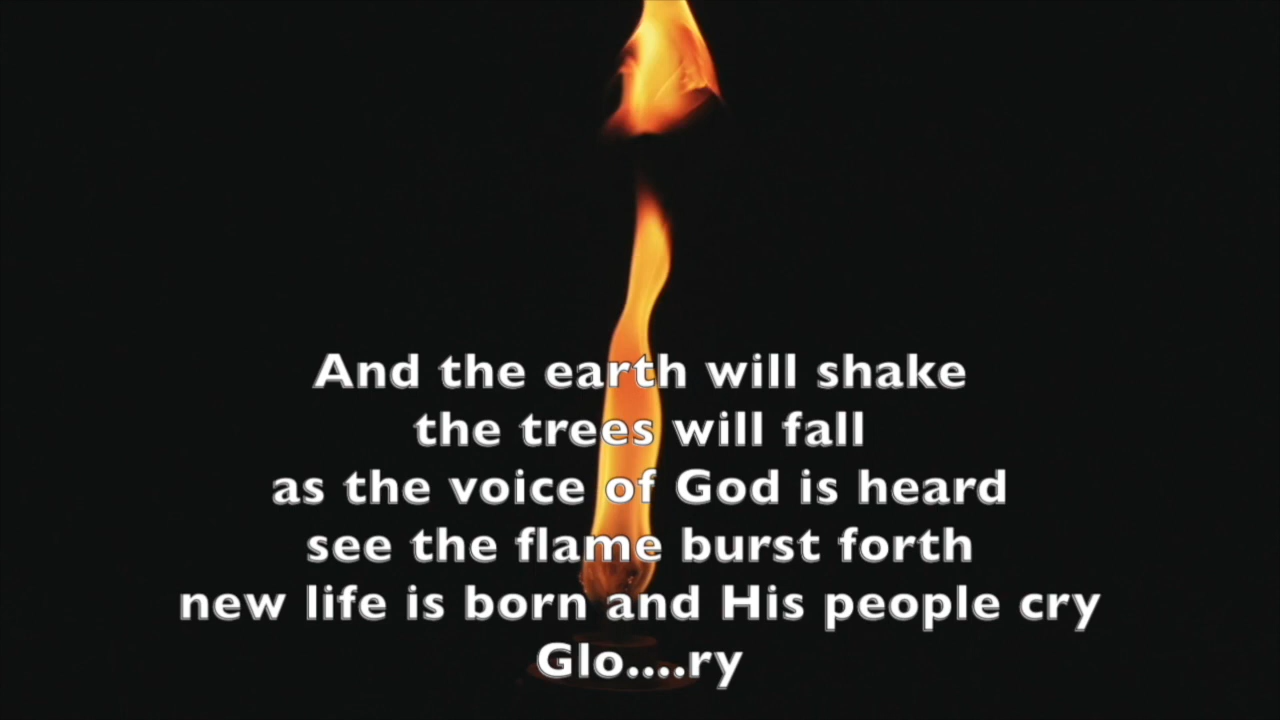 And the earth will shake
the trees will fall
as the voice of God is heard
see the flame burst forth
new life is born and His people cry
Glo....ry